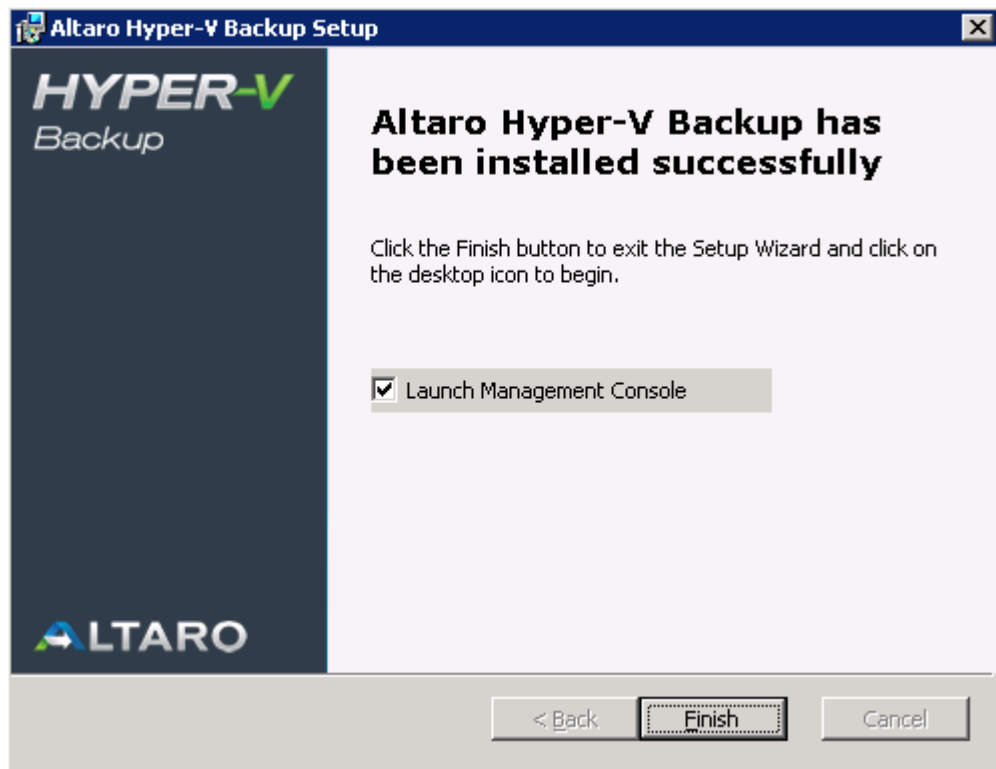 Altaro Hyper-V Backup Setup
HYPER-V
Backup
Altaro Hyper-V Backup has
been installed successfully
Click the Finish button to exit the Setup Wizard and click on
the desktop icon to begin.
Launch Management Console
ALTARO
< Back
Finish
Cancel